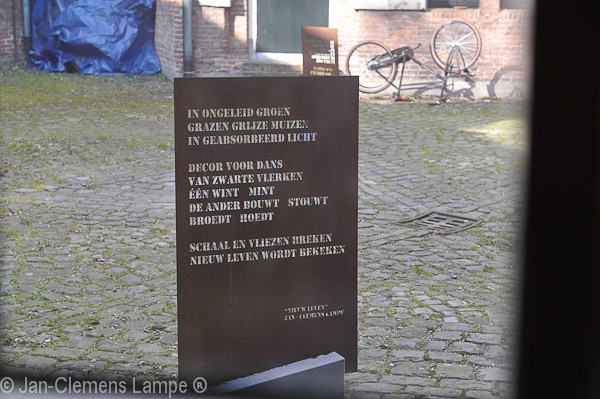 IN ONGELEID GROEN
GRAZEN GRIJZE MUIZEN
IN GEABSORBEERD LICHT
DECOR VOOR DANS
VAN ZWARTE VLERKEN
ÉÉN WINT MINT
DE ANDER BOUWT STOUWT
BROEDT HOEDT
SCHAAL EN VLIEZEN BREKEN
NIEUW LEVEN WORDT BEKEKEN
"NIEUW LEVEN"
JAN-CLEMENS LAMPE
© Jan-Clemens Lampe ®